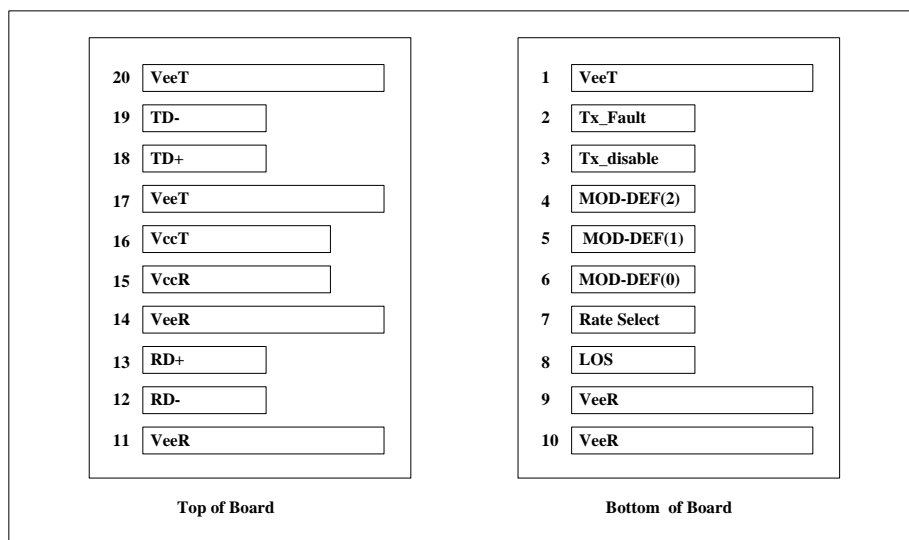 20 VeeT
19 TD-
18 TD+
17 VeeT
16 VccT
15 VccR
14 VeeR
13 RD+
12 RD-
11 VeeR
Top of Board
1 VeeT
2 Tx_Fault
3 Tx_disable
4 MOD-DEF(2)
5 MOD-DEF(1)
6 MOD-DEF(0)
7 Rate Select
8 LOS
9 VeeR
10 VeeR
Bottom of Board